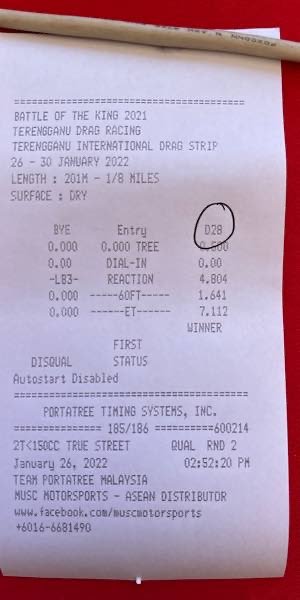 ========================================
BATTLE OF THE KING 2021
TERENGGANU DRAG RACING
TERENGGANU INTERNATIONAL DRAG STRIP
26 - 30 JANUARY 2022
LENGTH : 201M - 1/8 MILES
SURFACE : DRY
BYE Entry D28
0.000 0.000 TREE 0.500
0.00 DIAL-IN 0.00
-LB3- REACTION 4.804
0.000 -----60FT----- 1.641
0.000 ------ET------ 7.112
WINNER
FIRST
DISQUAL STATUS
Autostart Disabled
========================================
PORTATREE TIMING SYSTEMS, INC.
=============== 185/186 ==========600214
2T<150CC TRUE STREET QUAL RND 2
January 26, 2022 02:52:20 PM
TEAM PORTATREE MALAYSIA
MUSC MOTORSPORTS - ASEAN DISTRIBUTOR
www.facebook.com/muscmotorsports
+6016-6681490